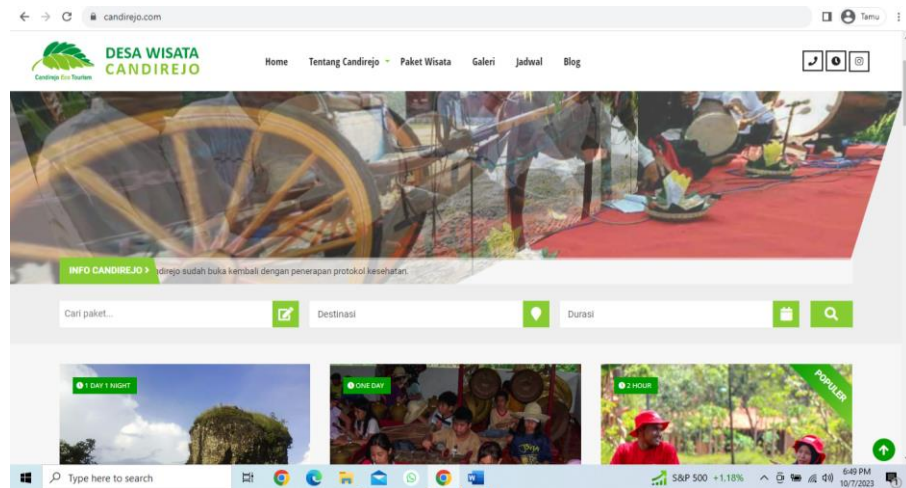 candirejo.com
Tamu
DESA WISATA
CANDIREJO
Candirejo Eco Tourism
Home Tentang Candirejo Paket Wisata Galeri Jadwal Blog
INFO CANDIREJO > ndirejo sudah buka kembali dengan penerapan protokol kesehatan.
Cari paket...
Destinasi
Durasi
1 DAY 1 NIGHT
ONE DAY
2 HOUR
POPULER
Type here to search
S&P 500 +1,18%
6:49 PM
10/7/2023